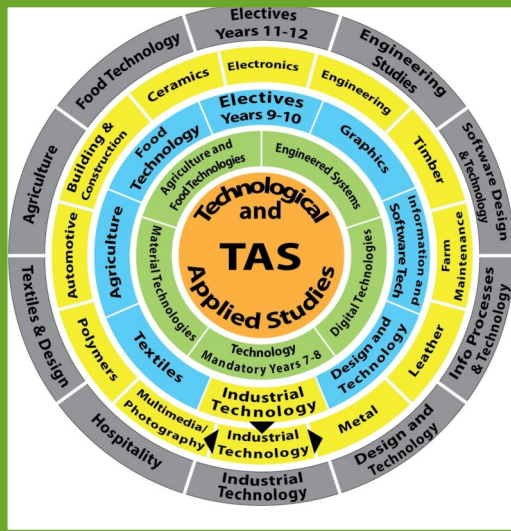 Electives
Years 11-12
Engineering
Studies
Software Design
& Technology
Info Processes
& Technology
Design and
Technology
Industrial
Technology
Hospitality
Textiles & Design
Agriculture
Food Technology
Electronics
Engineering
Timber
Farm
Maintenance
Leather
Metal
Industrial
Technology
Multimedia/
Photography
Polymers
Automotive
Building &
Construction
Ceramics
Electives
Years 9-10
Graphics
Information and
Software Tech
Design and
Technology
Industrial
Technology
Textiles
Agriculture
Food
Technology
Engineered Systems
Digital Technologies
Technology
Mandatory Years 7-8
Material Technologies
Agriculture and
Food Technologies
Technological
and
TAS
Applied Studies